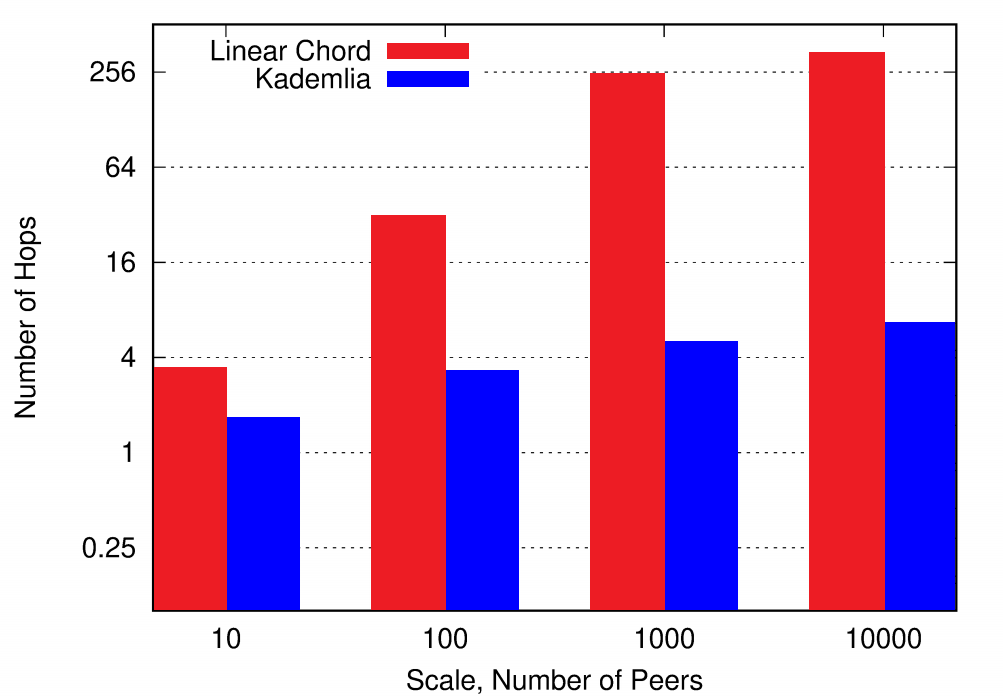 Linear Chord
Kademlia
256
64
16
4
1
0.25
Number of Hops
10 100 1000 10000
Scale, Number of Peers